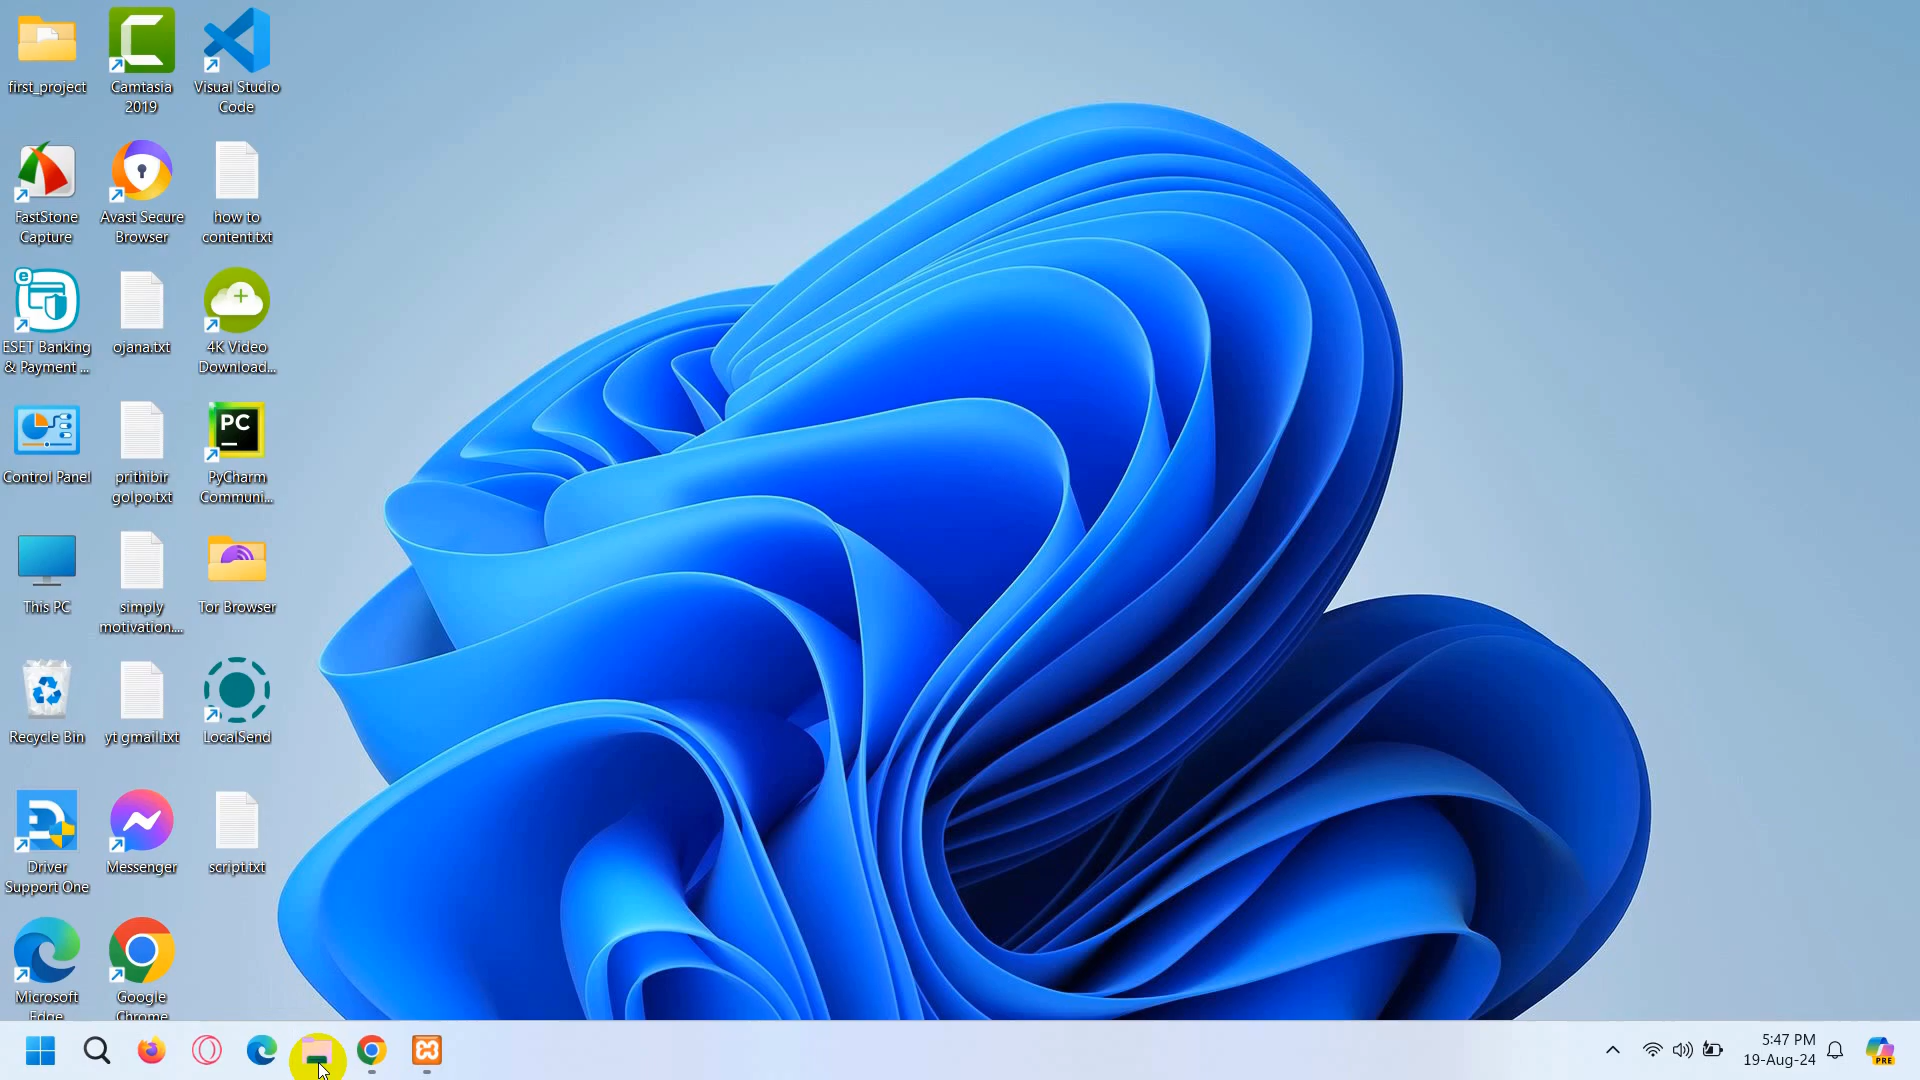 first_project
Camtasia
2019
Visual Studio
Code
FastStone
Capture
Avast Secure
Browser
how to
content.txt
e
ESET Banking
& Payment ...
ojana.txt
4K Video
Download...
Control Panel
prithibir
golpo.txt
PC
PyCharm
Communi...
This PC
simply
motivation....
Tor Browser
Recycle Bin
yt gmail.txt
LocalSend
Driver
Support One
Messenger
script.txt
Microsoft
Edge
Google
Chrome
5:47 PM
19-Aug-24
PRE